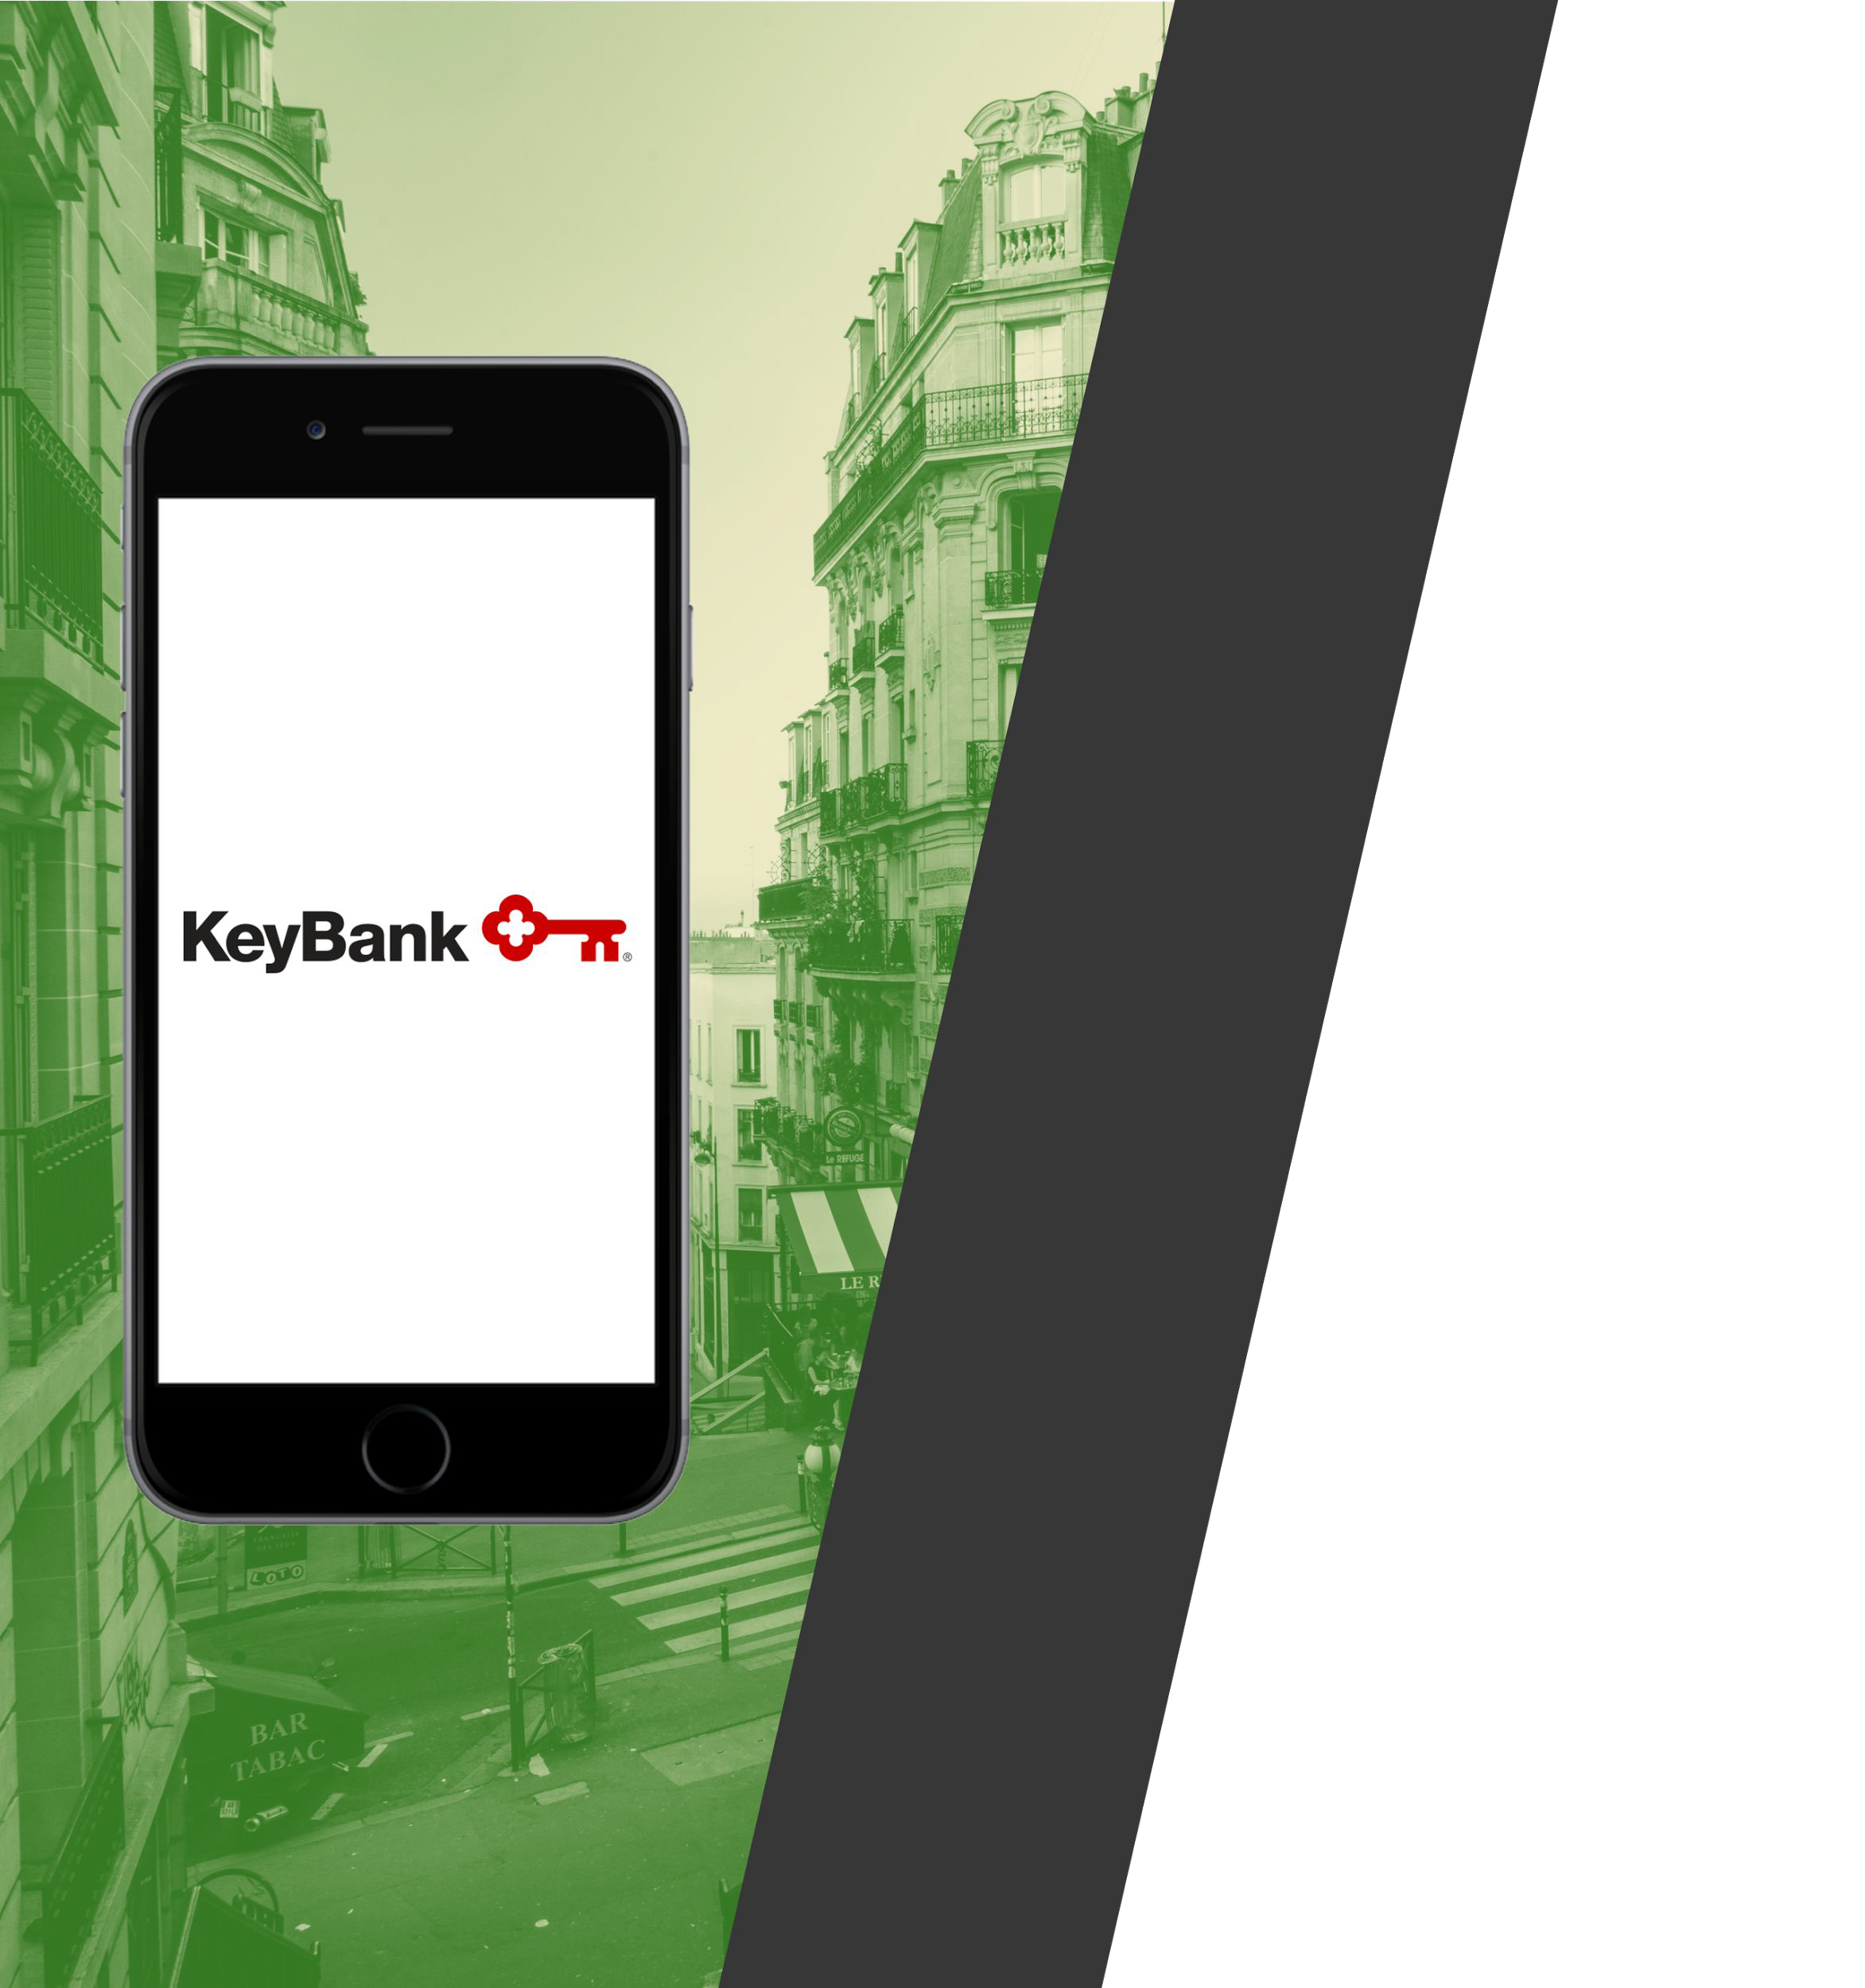 KeyBank ®
Le REFUGE
LE R
LOTO
BAR
TABAC